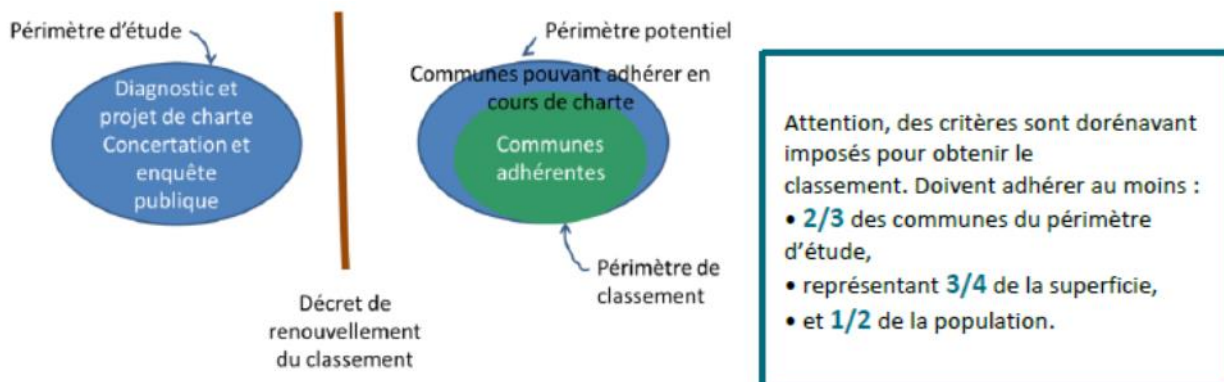 Périmètre d'étude
Diagnostic et
projet de charte
Concertation et
enquête
publique
Décret de
renouvellement
du classement
Périmètre potentiel
Communes pouvant adhérer en
cours de charte
Communes
adhérentes
Périmètre de
classement
Attention, des critères sont dorénavant
imposés pour obtenir le
classement. Doivent adhérer au moins :
• 2/3 des communes du périmètre
d'étude,
• représentant 3/4 de la superficie,
• et 1/2 de la population.